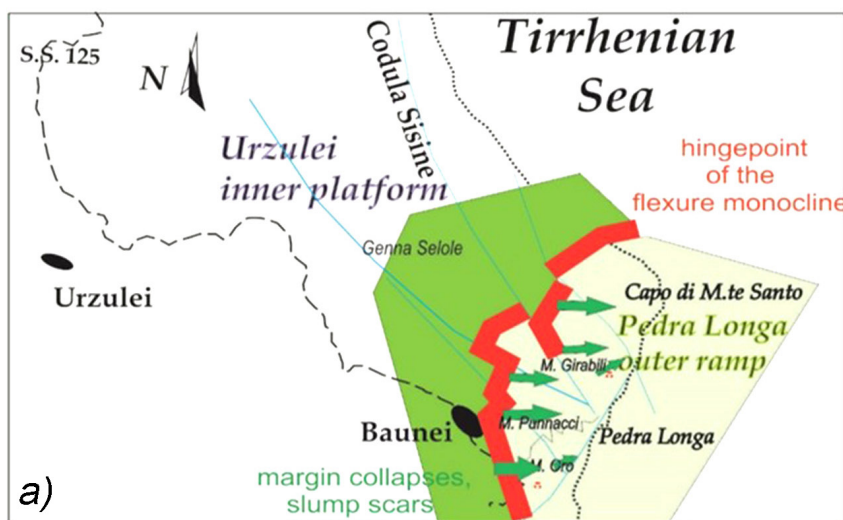 S.S. 125
N
Codula Sisine
Tirrhenian
Sea
Urzulei
inner platform
hingepoint
of the
flexure monocline
Genna Selole
Urzulei
Capo di M.te Santo
Pedra Longa
outer ramp
M. Girabili
M. Punnacci
Baunei
Pedra Longa
M. Oro
margin collapses,
slump scars
a)